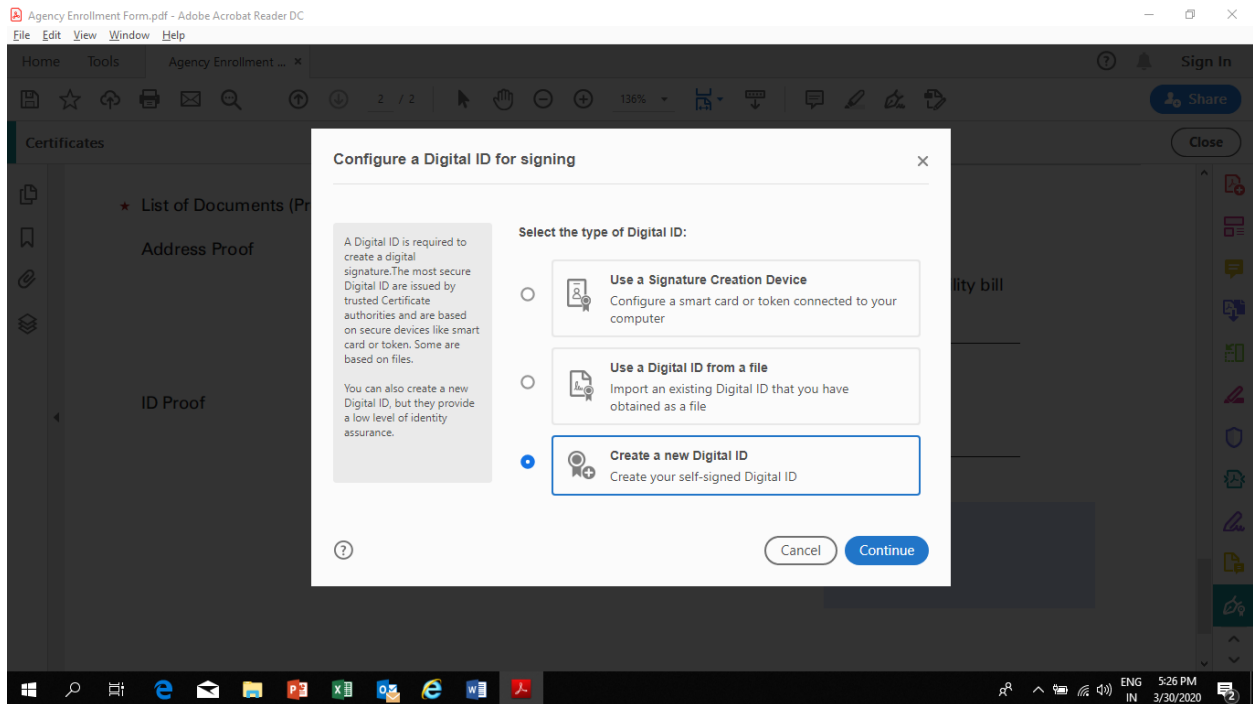 Agency Enrollment Form.pdf - Adobe Acrobat Reader DC
File Edit View Window Help
Home Tools Agency Enrollment ... × Sign In
2 / 2 136% Share
Certificates Close
Configure a Digital ID for signing
★ List of Documents (Pr
Address Proof
lity bill
ID Proof
A Digital ID is required to
create a digital
signature.The most secure
Digital ID are issued by
trusted Certificate
authorities and are based
on secure devices like smart
card or token. Some are
based on files.
You can also create a new
Digital ID, but they provide
a low level of identity
assurance.
Select the type of Digital ID:
Use a Signature Creation Device
Configure a smart card or token connected to your
computer
Use a Digital ID from a file
Import an existing Digital ID that you have
obtained as a file
Create a new Digital ID
Create your self-signed Digital ID
Cancel Continue
ENG 5:26 PM
IN 3/30/2020
2